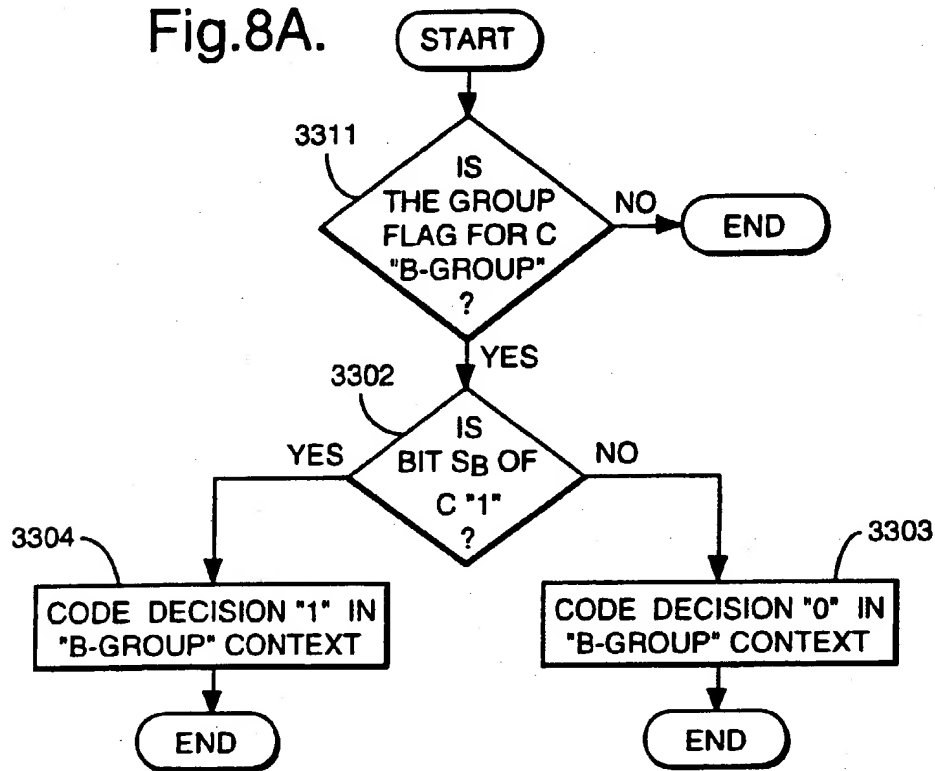 Fig.8A.
START
3311
IS
THE GROUP
FLAG FOR C
"B-GROUP"
?
NO
END
YES
3302
IS
BIT SB OF
C "1"
?
YES
NO
3304
CODE DECISION "1" IN
"B-GROUP" CONTEXT
END
3303
CODE DECISION "0" IN
"B-GROUP" CONTEXT
END